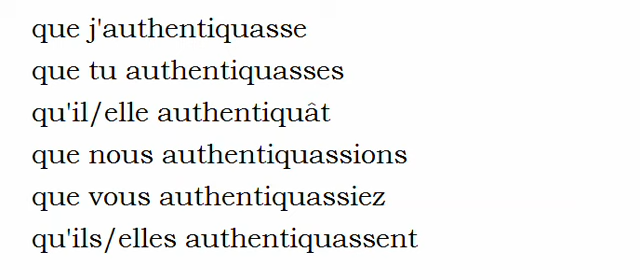 que j'authentiquasse
que tu authentiquasses
qu'il/elle authentiquât
que nous authentiquassions
que vous authentiquassiez
qu'ils/elles authentiquassent